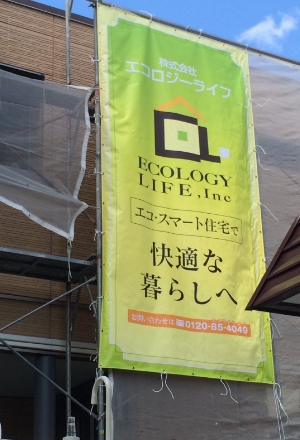 株式会社
エコロジーライフ
ECOLOGY
LIFE,Inc
エコ・スマート住宅で
快適な
暮らしへ
お問い合わせは 0120-85-4049